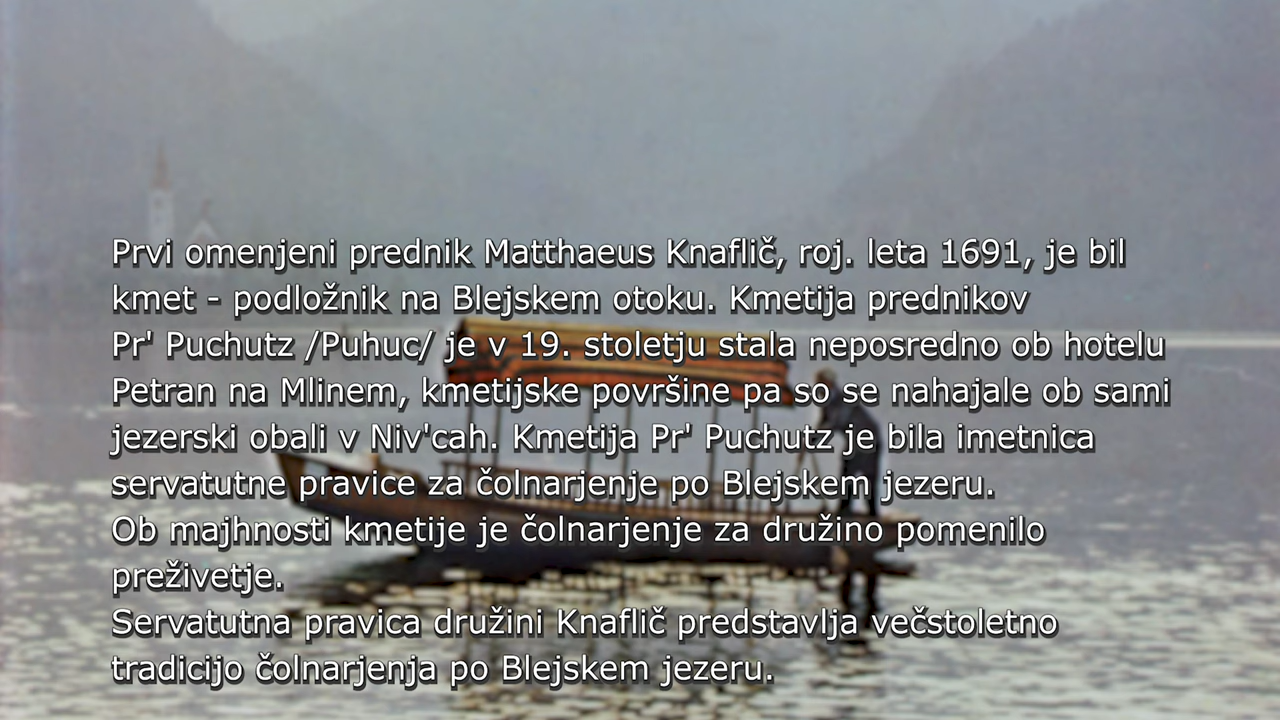 Prvi omenjeni prednik Matthaeus Knaflič, roj. leta 1691, je bil
kmet - podložnik na Blejskem otoku. Kmetija prednikov
Pr' Puchutz /Puhuc/ je v 19. stoletju stala neposredno ob hotelu
Petran na Mlinem, kmetijske površine pa so se nahajale ob sami
jezerski obali v Niv'cah. Kmetija Pr' Puchutz je bila imetnica
servatutne pravice za čolnarjenje po Blejskem jezeru.
Ob majhnosti kmetije je čolnarjenje za družino pomenilo
preživetje.
Servatutna pravica družini Knaflič predstavlja večstoletno
tradicijo čolnarjenja po Blejskem jezeru.